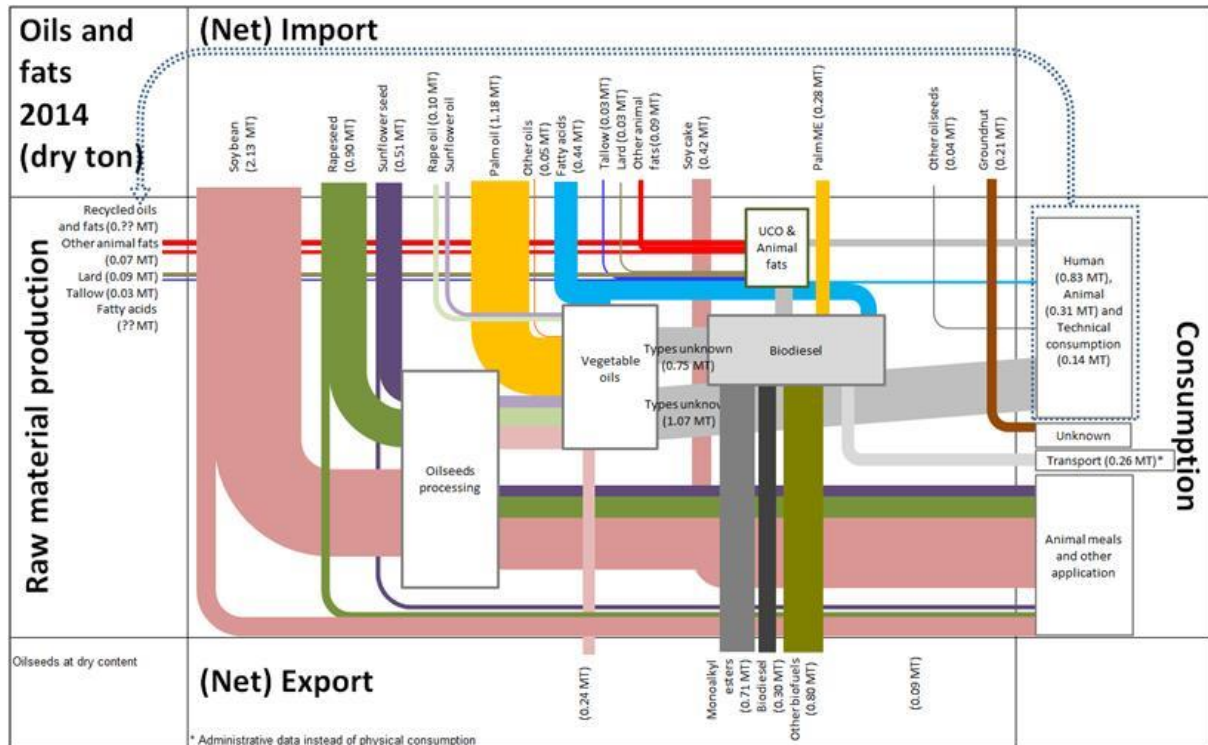 Oils and
fats
2014
(dry ton)
(Net) Import
Soy bean
(2.13 MT)
Rapeseed
(0.90 MT)
Sunflower seed
(0.51 MT)
Rape oil (0.10 MT)
Sunflower oil
Palm oil (1.18 MT)
Other oils
(0.05 MT)
Fatty acids
(0.44 MT)
Tallow (0.03 MT)
Lard (0.03 MT)
Other animal
fats (0.09 MT)
Soy cake
(0.42 MT)
Palm ME (0.28 MT)
Other oilseeds
(0.04 MT)
Groundnut
(0.21 MT)
Raw material production
Recycled oils
and fats (0.?? MT)
Other animal fats
(0.07 MT)
Lard (0.09 MT)
Tallow (0.03 MT)
Fatty acids
(?? MT)
UCO &
Animal
fats
Human
(0.83 MT),
Animal
(0.31 MT) and
Technical
consumption
(0.14 MT)
Consumption
Vegetable
oils
Types unknown
(0.75 MT)
Biodiesel
Types unknow
(1.07 MT)
Unknown
Transport (0.26 MT)*
Oilseeds
processing
Animal meals
and other
application
Oilseeds at dry content
(Net) Export
(0.24 MT)
Monoalkyl
esters
(0.71 MT)
Biodiesel
(0.30 MT)
Other biofuels
(0.80 MT)
(0.09 MT)
* Administrative data instead of physical consumption